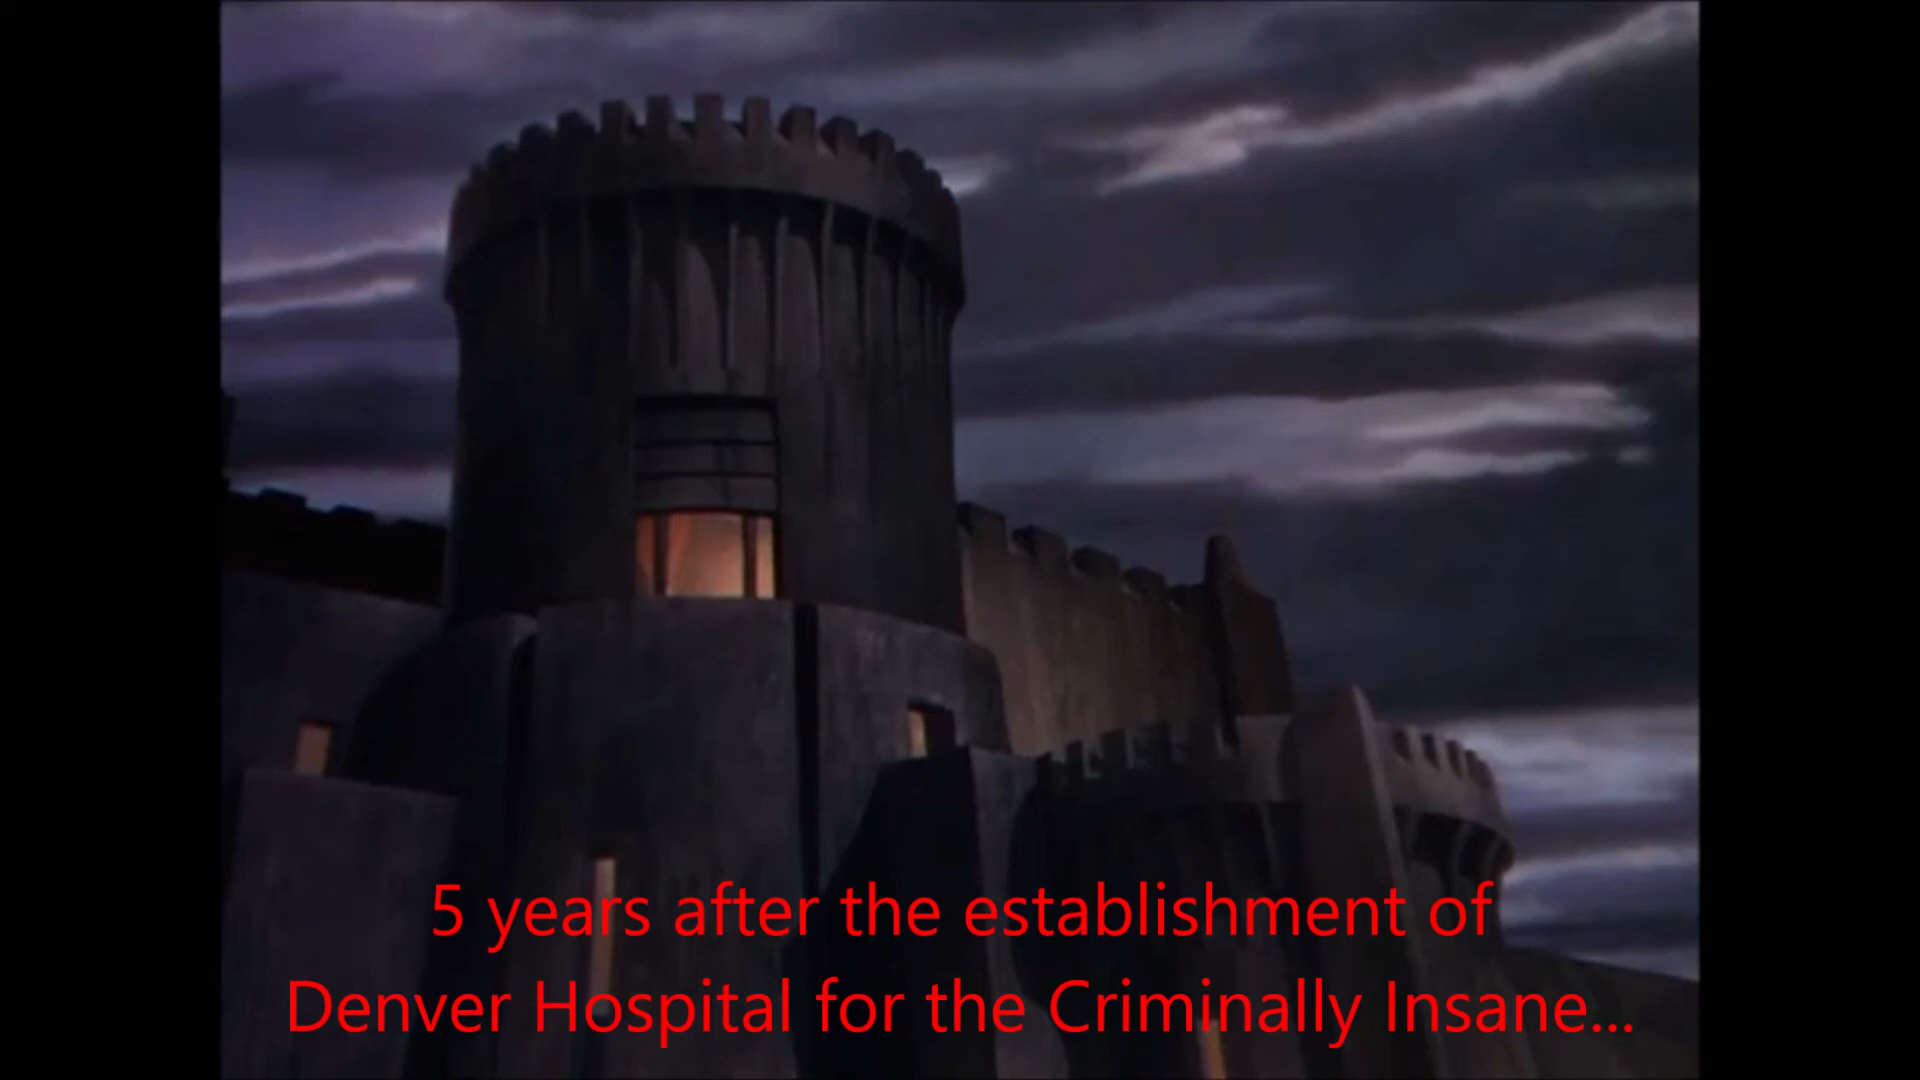 5 years after the establishment of
Denver Hospital for the Criminally Insane...